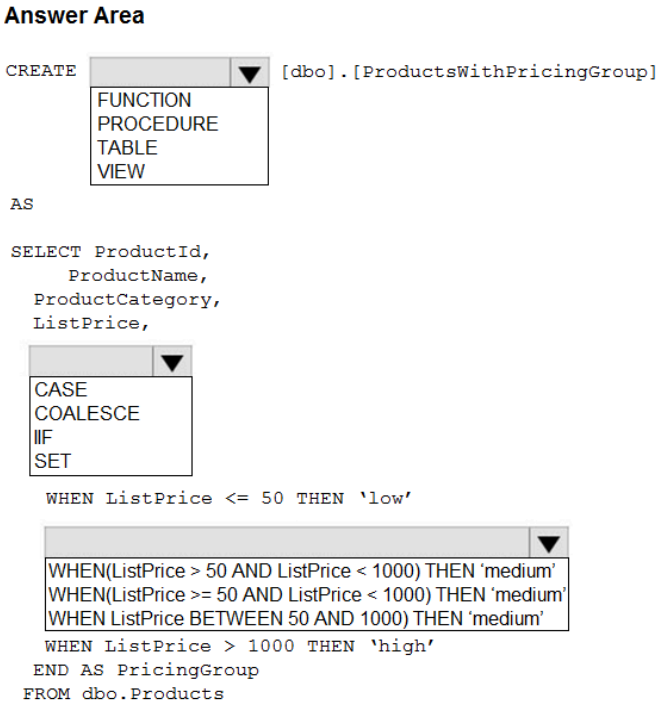 Answer Area
CREATE [dbo].[ProductsWithPricingGroup]
FUNCTION
PROCEDURE
TABLE
VIEW
AS
SELECT ProductId,
ProductName,
ProductCategory,
ListPrice,
CASE
COALESCE
IIF
SET
WHEN ListPrice <= 50 THEN ‘low’
WHEN(ListPrice > 50 AND ListPrice < 1000) THEN ‘medium’
WHEN(ListPrice >= 50 AND ListPrice < 1000) THEN ‘medium’
WHEN ListPrice BETWEEN 50 AND 1000) THEN ‘medium’
WHEN ListPrice > 1000 THEN ‘high’
END AS PricingGroup
FROM dbo.Products